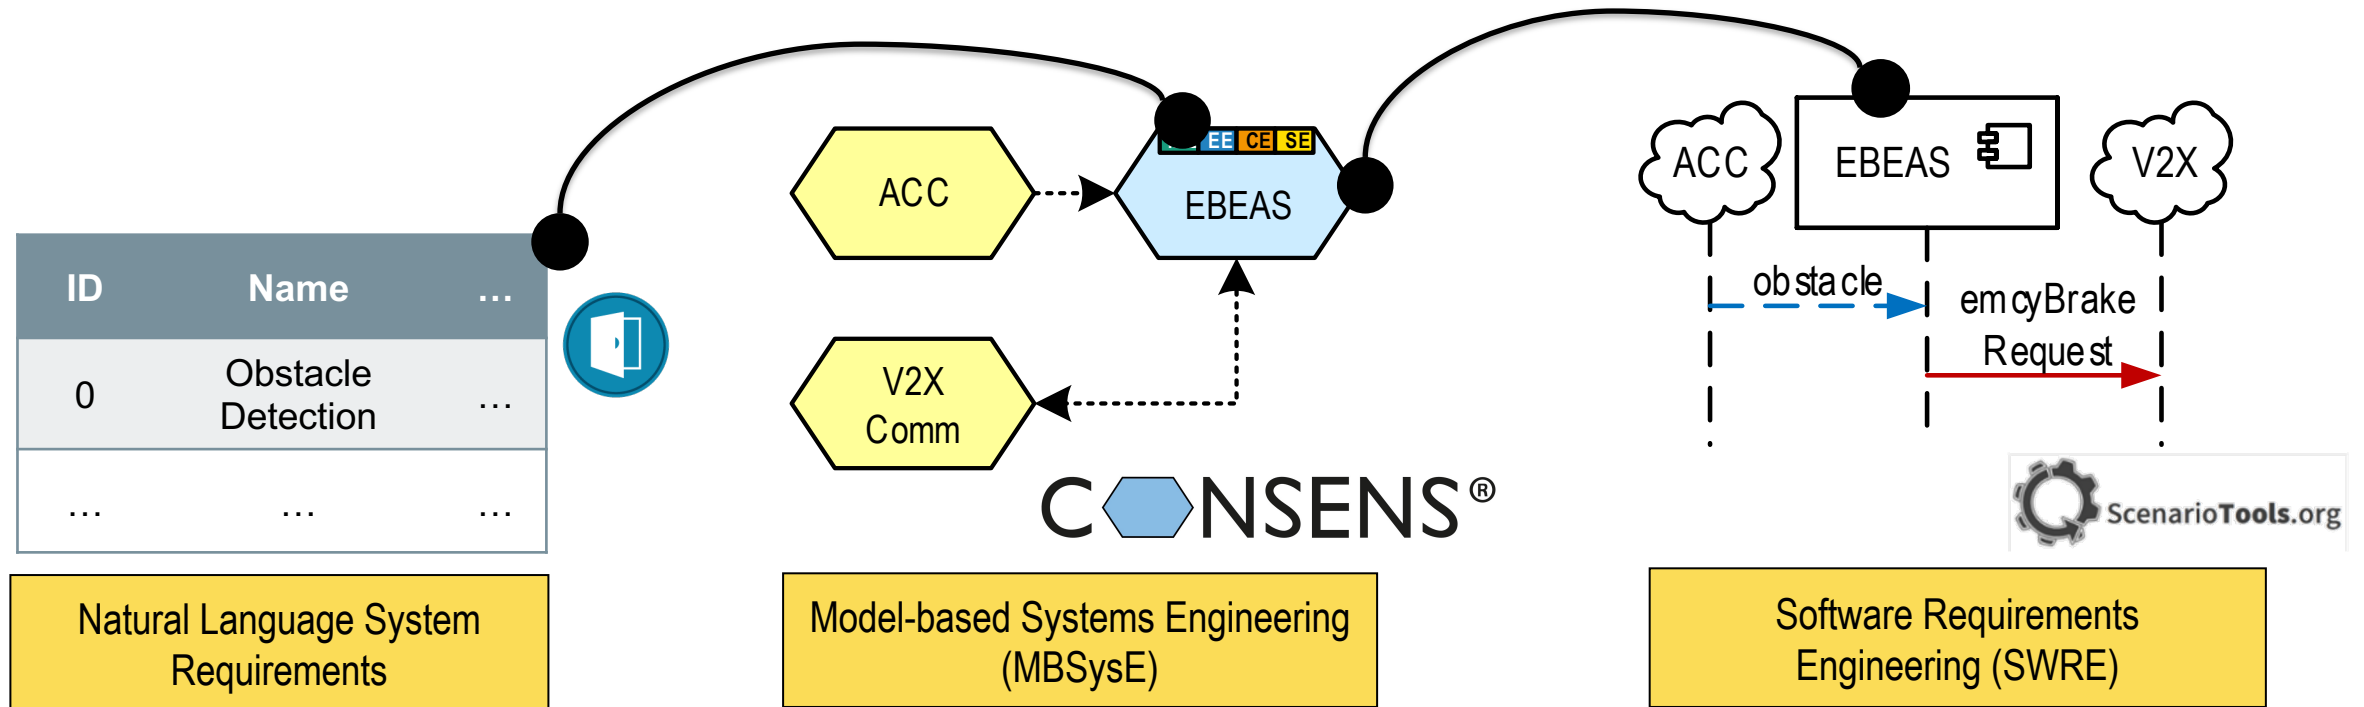 ID Name ...
0 Obstacle
Detection ...
... ... ...
Natural Language System
Requirements
ACC
EE CE SE
EBEAS
V2X
Comm
CONSENS®
Model-based Systems Engineering
(MBSysE)
ACC
EBEAS
V2X
obstacle
emcyBrake
Request
ScenarioTools.org
Software Requirements
Engineering (SWRE)